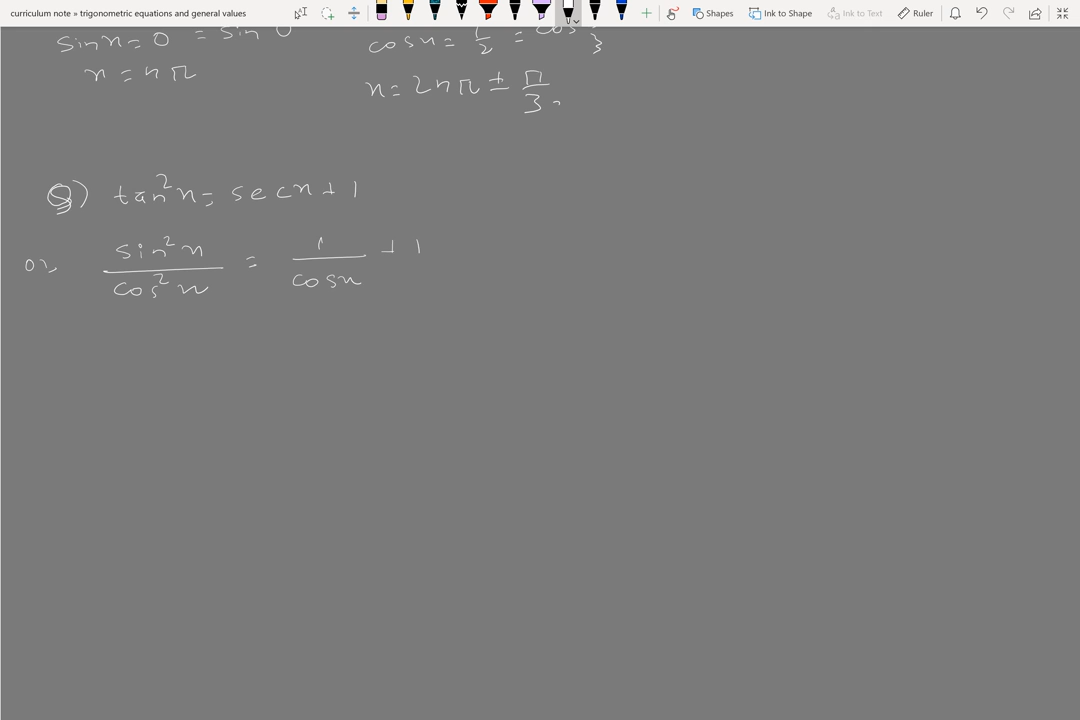 curriculum note » trigonometric equations and general values
Shapes Ink to Shape Ink to Text Ruler
sin x = 0 = sin 0
x = nπ
cos x = 1/2 = cos
x = 2nπ ± π/3
Q) tan²x = sec x + 1
or, sin²x/cos²x = 1/cos x + 1